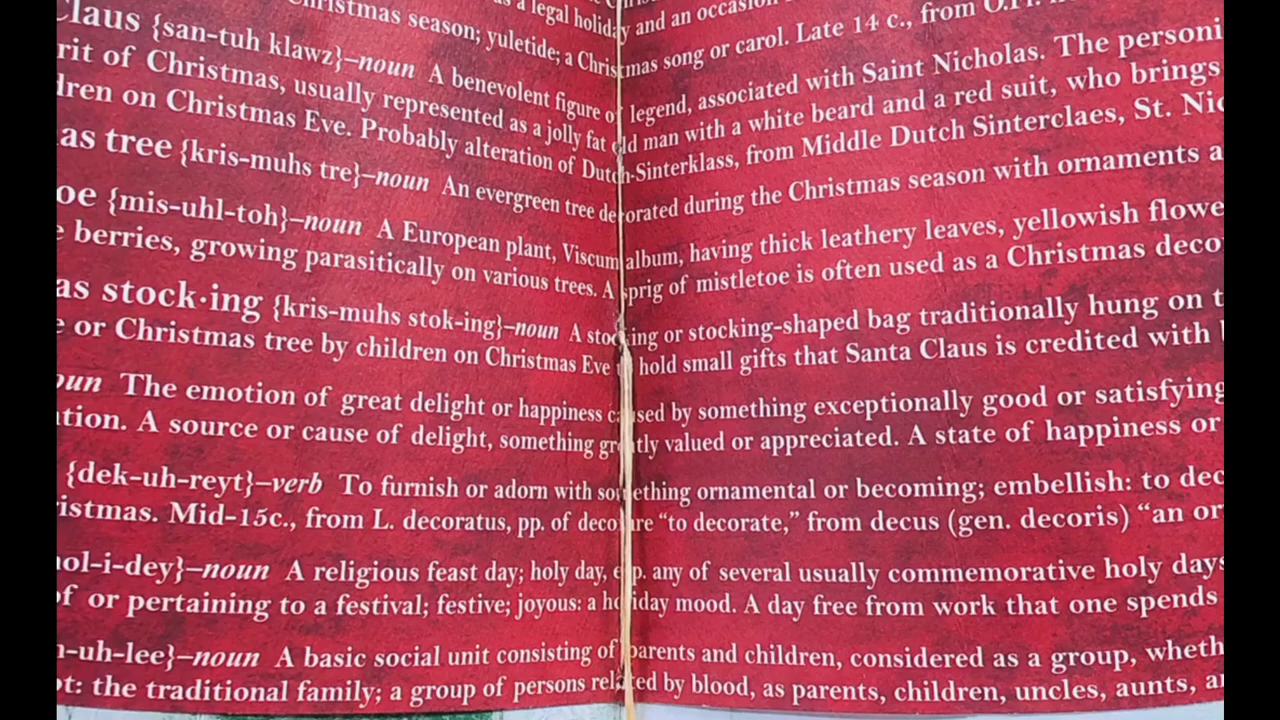 Christmas season; yuletide; a Christmas song or carol. Late 14 c., from
Claus {san-tuh klawz}–noun A benevolent figure of legend, associated with Saint Nicholas. The personi
rit of Christmas, usually represented as a jolly fat old man with a white beard and a red suit, who brings
dren on Christmas Eve. Probably alteration of Dutch-Sinterklass, from Middle Dutch Sinterclaes, St. Nic
as tree {kris-muhs tre}–noun An evergreen tree decorated during the Christmas season with ornaments a
oe {mis-uhl-toh}–noun A European plant, Viscum album, having thick leathery leaves, yellowish flowe
e berries, growing parasitically on various trees. A sprig of mistletoe is often used as a Christmas deco
as stock·ing {kris-muhs stok-ing}–noun A stocking or stocking-shaped bag traditionally hung on t
e or Christmas tree by children on Christmas Eve to hold small gifts that Santa Claus is credited with
oun The emotion of great delight or happiness caused by something exceptionally good or satisfying
ation. A source or cause of delight, something greatly valued or appreciated. A state of happiness or
{dek-uh-reyt}–verb To furnish or adorn with something ornamental or becoming; embellish: to dec
istmas. Mid-15c., from L. decoratus, pp. of decorare “to decorate,” from decus (gen. decoris) “an or
hol-i-dey}–noun A religious feast day; holy day, esp. any of several usually commemorative holy days
of or pertaining to a festival; festive; joyous: a holiday mood. A day free from work that one spends
m-uh-lee}–noun A basic social unit consisting of parents and children, considered as a group, wheth
pt: the traditional family; a group of persons related by blood, as parents, children, uncles, aunts, an